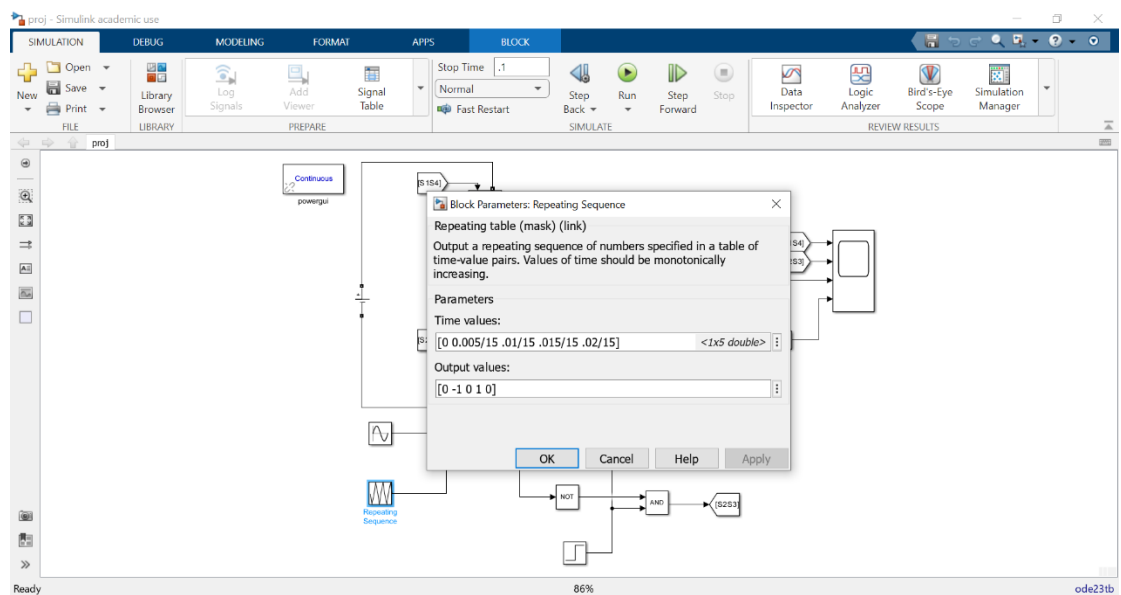 proj - Simulink academic use
SIMULATION DEBUG MODELING FORMAT APPS BLOCK
New
Open
Save
Print
FILE
Library Browser
LIBRARY
Log Signals
Add Viewer
Signal Table
PREPARE
Stop Time .1
Normal
Fast Restart
Step Back
Run
Step Forward
Stop
SIMULATE
Data Inspector
Logic Analyzer
Bird's-Eye Scope
Simulation Manager
REVIEW RESULTS
proj
Continuous
powergui
[S1S4]
Block Parameters: Repeating Sequence
Repeating table (mask) (link)
Output a repeating sequence of numbers specified in a table of
time-value pairs. Values of time should be monotonically
increasing.
Parameters
Time values:
[0 0.005/15 .01/15 .015/15 .02/15] <1x5 double>
Output values:
[0 -1 0 1 0]
OK Cancel Help Apply
S4]
S3]
Repeating
Sequence
NOT
AND
[S2S3]
Ready 86% ode23tb